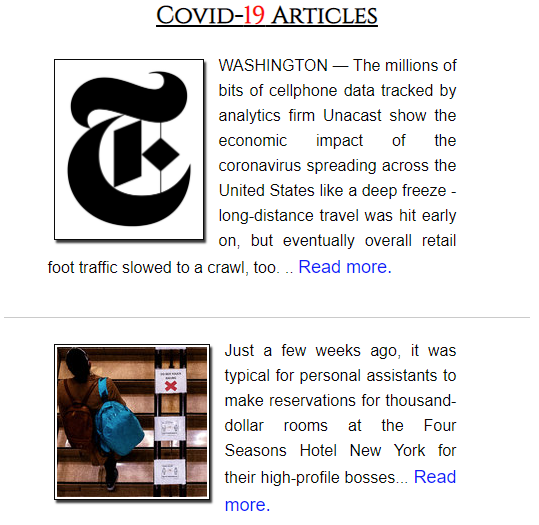 Covid-19 Articles
WASHINGTON — The millions of
bits of cellphone data tracked by
analytics firm Unacast show the
economic impact of the
coronavirus spreading across the
United States like a deep freeze -
long-distance travel was hit early
on, but eventually overall retail
foot traffic slowed to a crawl, too. .. Read more.
Just a few weeks ago, it was
typical for personal assistants to
make reservations for thousand-
dollar rooms at the Four
Seasons Hotel New York for
their high-profile bosses... Read
more.